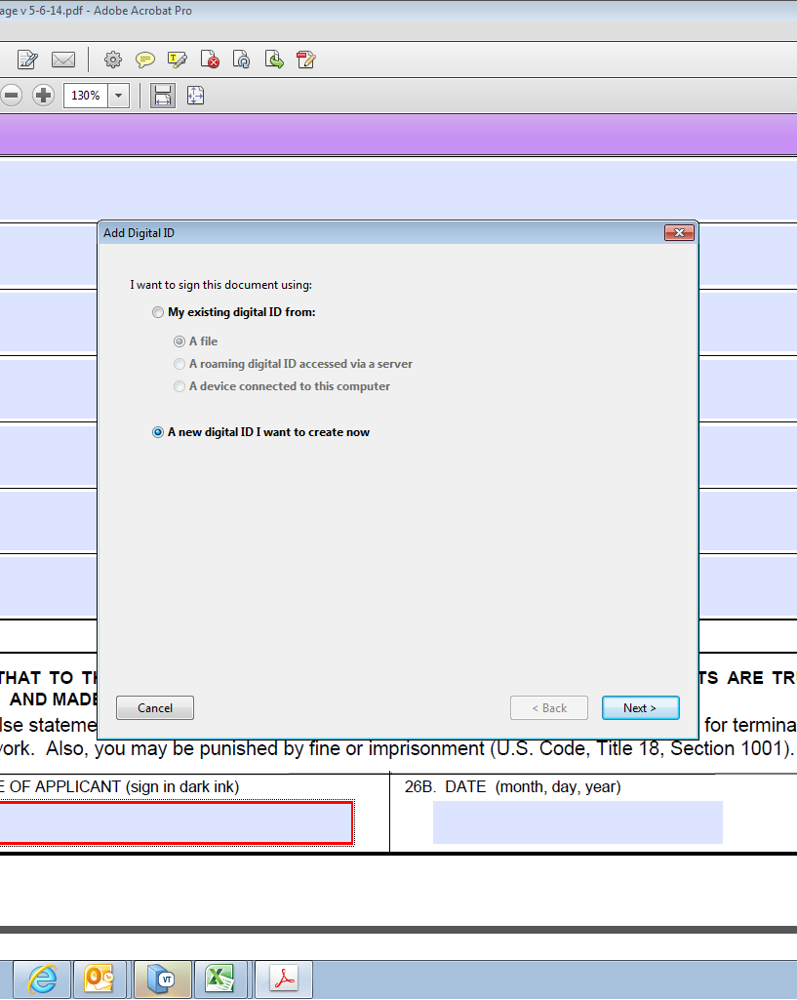 age v 5-6-14.pdf - Adobe Acrobat Pro
130%
Add Digital ID
I want to sign this document using:
My existing digital ID from:
A file
A roaming digital ID accessed via a server
A device connected to this computer
A new digital ID I want to create now
Cancel
< Back
Next >
THAT TO TH
TS ARE TRU
AND MADE
lse stateme
for termina
vork. Also, you may be punished by fine or imprisonment (U.S. Code, Title 18, Section 1001).
E OF APPLICANT (sign in dark ink)
26B. DATE (month, day, year)
VT